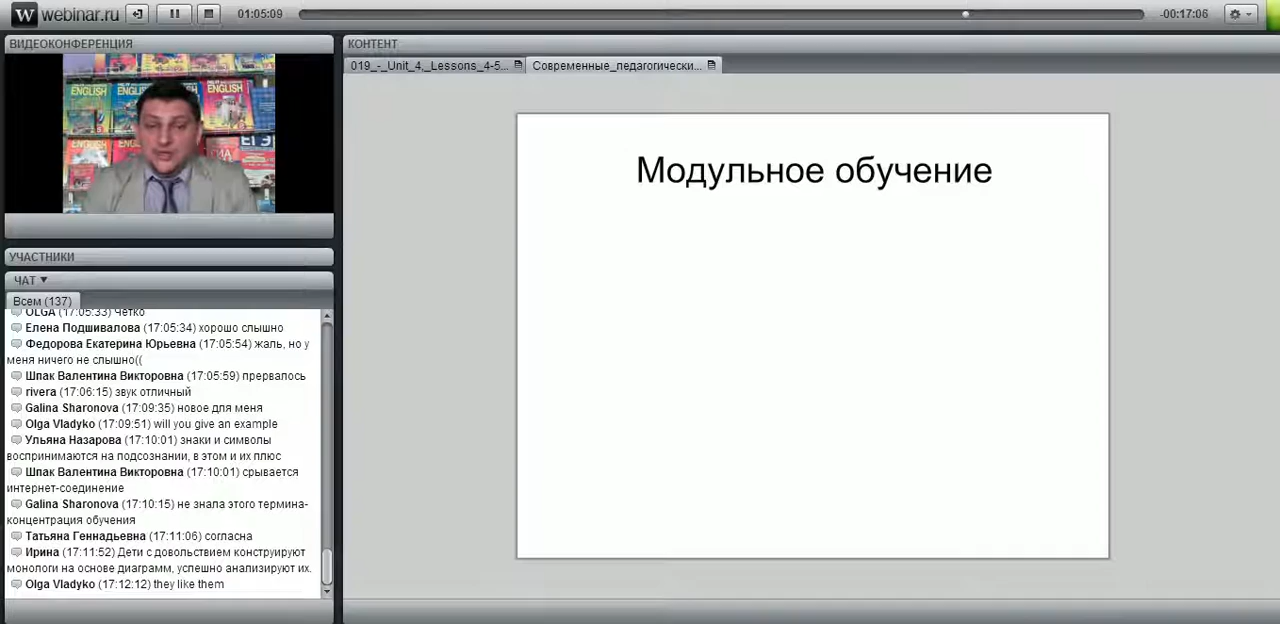 webinar.ru
01:05:09
-00:17:06
ВИДЕОКОНФЕРЕНЦИЯ
ENGLISH
ENGLISH
ENGLISH
ЕГЭ
УЧАСТНИКИ
ЧАТ
Всем (137)
OLGA (17:05:33) Четко
Елена Подшивалова (17:05:34) хорошо слышно
Федорова Екатерина Юрьевна (17:05:54) жаль, но у
меня ничего не слышно((
Шпак Валентина Викторовна (17:05:59) прервалось
rivera (17:06:15) звук отличный
Galina Sharonova (17:09:35) новое для меня
Olga Vladyko (17:09:51) will you give an example
Ульяна Назарова (17:10:01) знаки и символы
воспринимаются на подсознании, в этом и их плюс
Шпак Валентина Викторовна (17:10:01) срывается
интернет-соединение
Galina Sharonova (17:10:15) не знала этого термина-
концентрация обучения
Татьяна Геннадьевна (17:11:06) согласна
Ирина (17:11:52) Дети с довольствием конструируют
монологи на основе диаграмм, успешно анализируют их.
Olga Vladyko (17:12:12) they like them
КОНТЕНТ
019_-_Unit_4._Lessons_4-5...
Современные_педагогически...
Модульное обучение